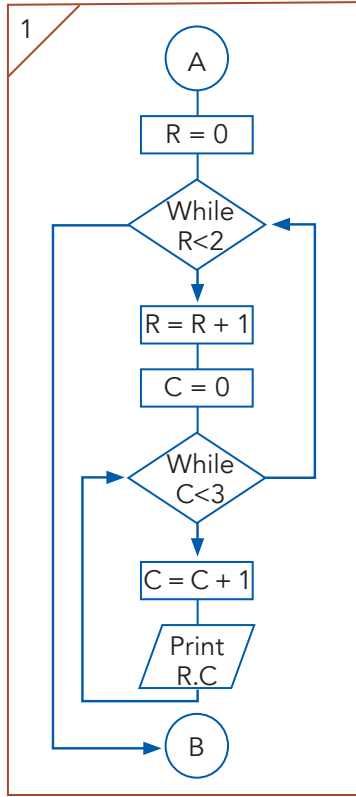 1
A
R = 0
While
R<2
R = R + 1
C = 0
While
C<3
C = C + 1
Print
R.C
B